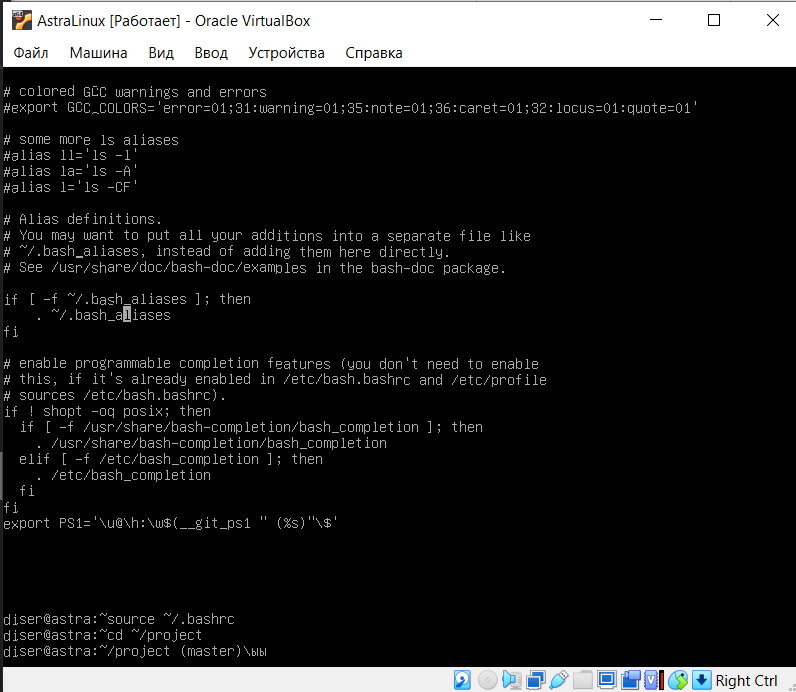 AstraLinux [Работает] - Oracle VirtualBox
Файл Машина Вид Ввод Устройства Справка
# colored GCC warnings and errors
#export GCC_COLORS='error=01;31:warning=01;35:note=01;36:caret=01;32:locus=01:quote=01'
# some more ls aliases
#alias ll='ls -l'
#alias la='ls -A'
#alias l='ls -CF'
# Alias definitions.
# You may want to put all your additions into a separate file like
# ~/.bash_aliases, instead of adding them here directly.
# See /usr/share/doc/bash-doc/examples in the bash-doc package.
if [ -f ~/.bash_aliases ]; then
    . ~/.bash_aliases
fi
# enable programmable completion features (you don't need to enable
# this, if it's already enabled in /etc/bash.bashrc and /etc/profile
# sources /etc/bash.bashrc).
if ! shopt -oq posix; then
  if [ -f /usr/share/bash-completion/bash_completion ]; then
    . /usr/share/bash-completion/bash_completion
  elif [ -f /etc/bash_completion ]; then
    . /etc/bash_completion
  fi
fi
export PS1='\u@\h:\w$(__git_ps1 " (%s)"\$'
diser@astra:~source ~/.bashrc
diser@astra:~cd ~/project
diser@astra:~/project (master)\ыы
Right Ctrl